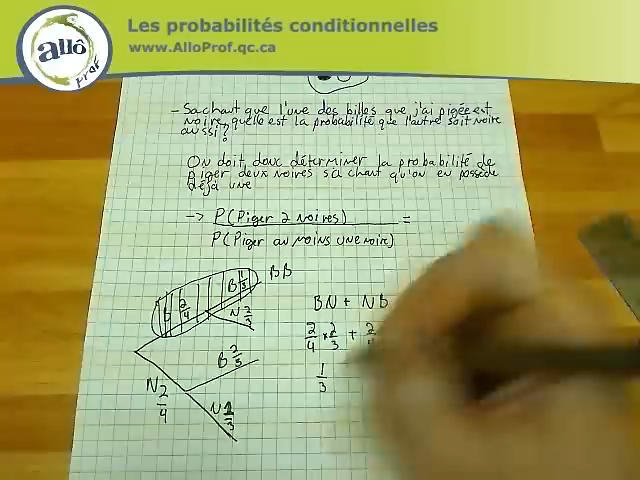 Les probabilités conditionnelles
www.AlloProf.qc.ca
allô
prof
- Sachant que l'une des billes que j'ai pigée est
noire, quelle est la probabilité que l'autre soit noire
aussi?
On doit donc déterminer la probabilité de
piger deux noires sachant qu'on en possède
déjà une
→ P(Piger 2 noires) =
P(Piger au moins une noire)
B 2/4
B 1/3
BB
N 2/3
B 2/3
N 2/4
N 1/3
BN + NB
2/4 × 2/3 + 2/4
1/3